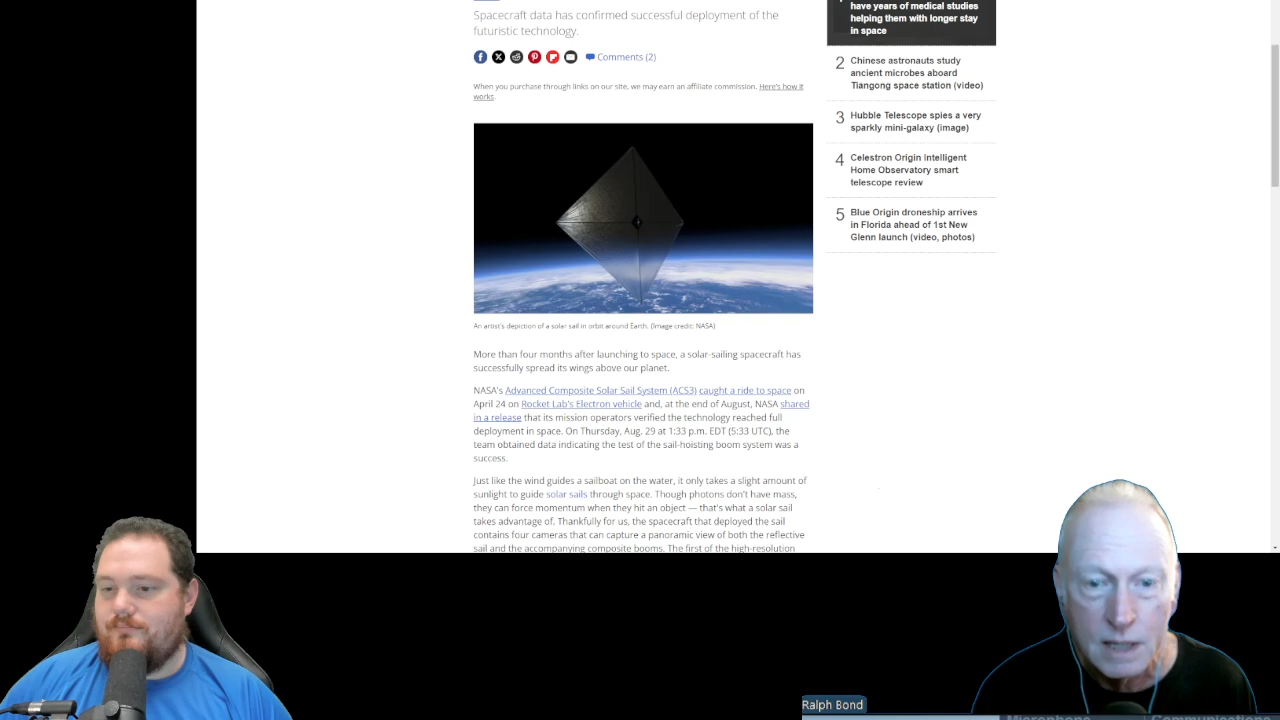 Spacecraft data has confirmed successful deployment of the
futuristic technology.
Comments (2)
When you purchase through links on our site, we may earn an affiliate commission. Here's how it
works.
An artist's depiction of a solar sail in orbit around Earth. (Image credit: NASA)
More than four months after launching to space, a solar-sailing spacecraft has
successfully spread its wings above our planet.
NASA's Advanced Composite Solar Sail System (ACS3) caught a ride to space on
April 24 on Rocket Lab's Electron vehicle and, at the end of August, NASA shared
in a release that its mission operators verified the technology reached full
deployment in space. On Thursday, Aug. 29 at 1:33 p.m. EDT (5:33 UTC), the
team obtained data indicating the test of the sail-hoisting boom system was a
success.
Just like the wind guides a sailboat on the water, it only takes a slight amount of
sunlight to guide solar sails through space. Though photons don't have mass,
they can force momentum when they hit an object — that's what a solar sail
takes advantage of. Thankfully for us, the spacecraft that deployed the sail
contains four cameras that can capture a panoramic view of both the reflective
sail and the accompanying composite booms. The first of the high-resolution
have years of medical studies
helping them with longer stay
in space
2 Chinese astronauts study
ancient microbes aboard
Tiangong space station (video)
3 Hubble Telescope spies a very
sparkly mini-galaxy (image)
4 Celestron Origin Intelligent
Home Observatory smart
telescope review
5 Blue Origin droneship arrives
in Florida ahead of 1st New
Glenn launch (video, photos)
Ralph Bond